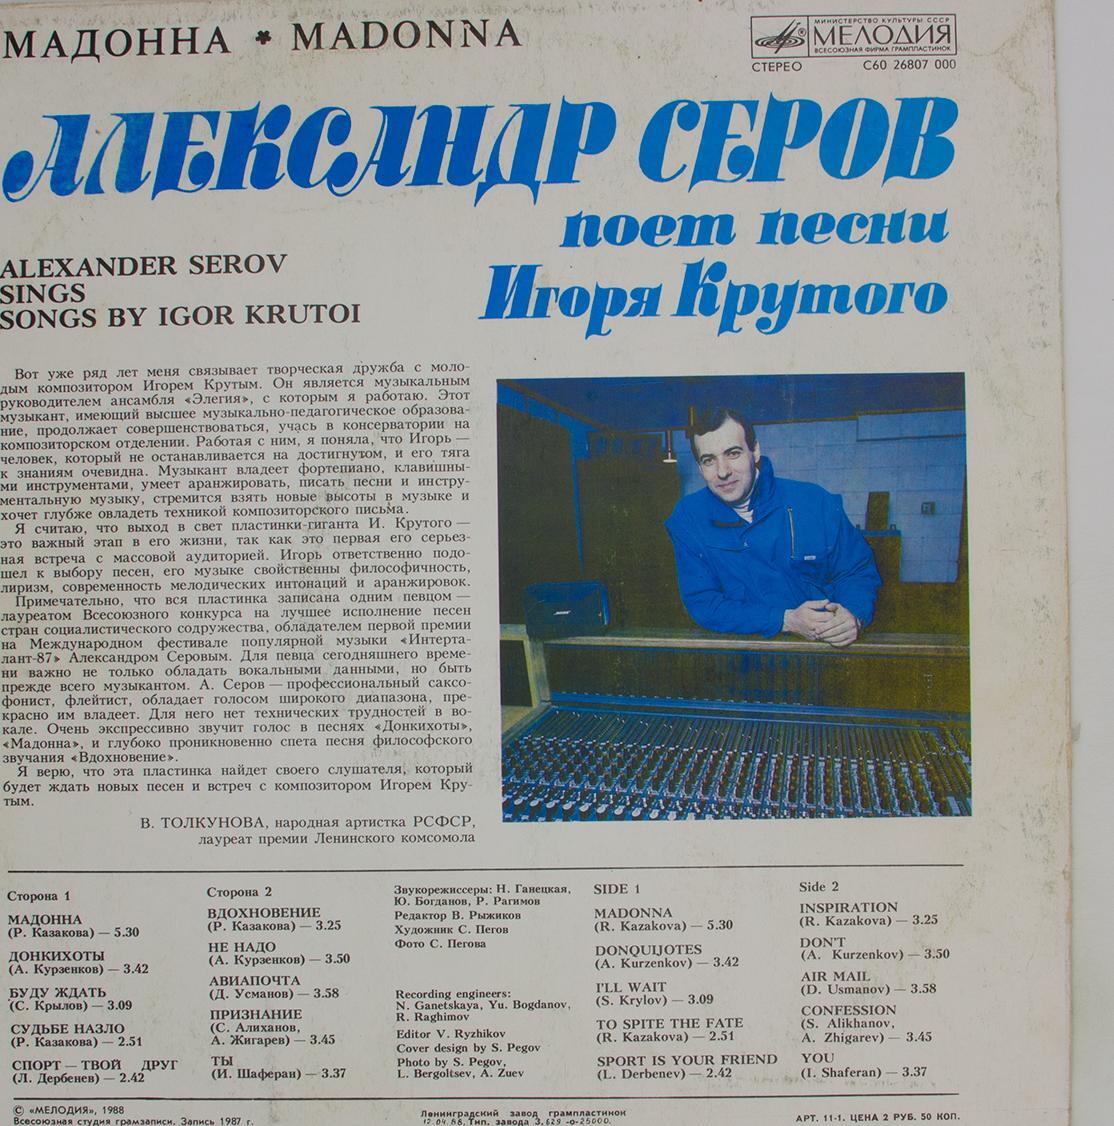 МАДОННА * MADONNA
МИНИСТЕРСТВО КУЛЬТУРЫ СССР
МЕЛОДИЯ
ВСЕСОЮЗНАЯ ФИРМА ГРАМПЛАСТИНОК
СТЕРЕО С60 26807 000
АЛЕКСАНДР СЕРОВ
поет песни
Игоря Крутого
ALEXANDER SEROV
SINGS
SONGS BY IGOR KRUTOI
Вот уже ряд лет меня связывает творческая дружба с моло-
дым композитором Игорем Крутым. Он является музыкальным
руководителем ансамбля «Элегия», с которым я работаю. Этот
музыкант, имеющий высшее музыкально-педагогическое образова-
ние, продолжает совершенствоваться, учась в консерватории на
композиторском отделении. Работая с ним, я поняла, что Игорь —
человек, который не останавливается на достигнутом, и его тяга
к знаниям очевидна. Музыкант владеет фортепиано, клавишны-
ми инструментами, умеет аранжировать, писать песни и инстру-
ментальную музыку, стремится взять новые высоты в музыке и
хочет глубже овладеть техникой композиторского письма.
Я считаю, что выход в свет пластинки-гиганта И. Крутого —
это важный этап в его жизни, так как это первая его серьез-
ная встреча с массовой аудиторией. Игорь ответственно подо-
шел к выбору песен, его музыке свойственны философичность,
лиризм, современность мелодических интонаций и аранжировок.
Примечательно, что вся пластинка записана одним певцом —
лауреатом Всесоюзного конкурса на лучшее исполнение песен
стран социалистического содружества, обладателем первой премии
на Международном фестивале популярной музыки «Интерта-
лант-87» Александром Серовым. Для певца сегодняшнего време-
ни важно не только обладать вокальными данными, но быть
прежде всего музыкантом. А. Серов — профессиональный саксо-
фонист, флейтист, обладает голосом широкого диапазона, пре-
красно им владеет. Для него нет технических трудностей в во-
кале. Очень экспрессивно звучит голос в песнях «Донкихоты»,
«Мадонна», и глубоко проникновенно спета песня философского
звучания «Вдохновение».
Я верю, что эта пластинка найдет своего слушателя, который
будет ждать новых песен и встреч с композитором Игорем Кру-
тым.
В. ТОЛКУНОВА, народная артистка РСФСР,
лауреат премии Ленинского комсомола
Сторона 1
МАДОННА
(Р. Казакова) — 5.30
ДОНКИХОТЫ
(А. Курзенков) — 3.42
БУДУ ЖДАТЬ
(С. Крылов) — 3.09
СУДЬБЕ НАЗЛО
(Р. Казакова) — 2.51
СПОРТ — ТВОЙ ДРУГ
(Л. Дербенев) — 2.42
Сторона 2
ВДОХНОВЕНИЕ
(Р. Казакова) — 3.25
НЕ НАДО
(А. Курзенков) — 3.50
АВИАПОЧТА
(Д. Усманов) — 3.58
ПРИЗНАНИЕ
(С. Алиханов,
А. Жигарев) — 3.45
ТЫ
(И. Шаферан) — 3.37
Звукорежиссеры: Н. Ганецкая,
Ю. Богданов, Р. Рагимов
Редактор В. Рыжиков
Художник С. Пегов
Фото С. Пегова
Recording engineers:
N. Ganetskaya, Yu. Bogdanov,
R. Raghimov
Editor V. Ryzhikov
Cover design by S. Pegov
Photo by S. Pegov,
L. Bergoltsev, A. Zuev
SIDE 1
MADONNA
(R. Kazakova) — 5.30
DONQUIJOTES
(A. Kurzenkov) — 3.42
I'LL WAIT
(S. Krylov) — 3.09
TO SPITE THE FATE
(R. Kazakova) — 2.51
SPORT IS YOUR FRIEND
(L. Derbenev) — 2.42
Side 2
INSPIRATION
(R. Kazakova) — 3.25
DON'T
(A. Kurzenkov) — 3.50
AIR MAIL
(D. Usmanov) — 3.58
CONFESSION
(S. Alikhanov,
A. Zhigarev) — 3.45
YOU
(I. Shaferan) — 3.37
© «МЕЛОДИЯ», 1988
Всесоюзная студия грамзаписи. Запись 1987 г.
Ленинградский завод грампластинок
12.04.88. Тип. завода З. 629 -о-25000.
АРТ. 11-1. ЦЕНА 2 РУБ. 50 КОП.